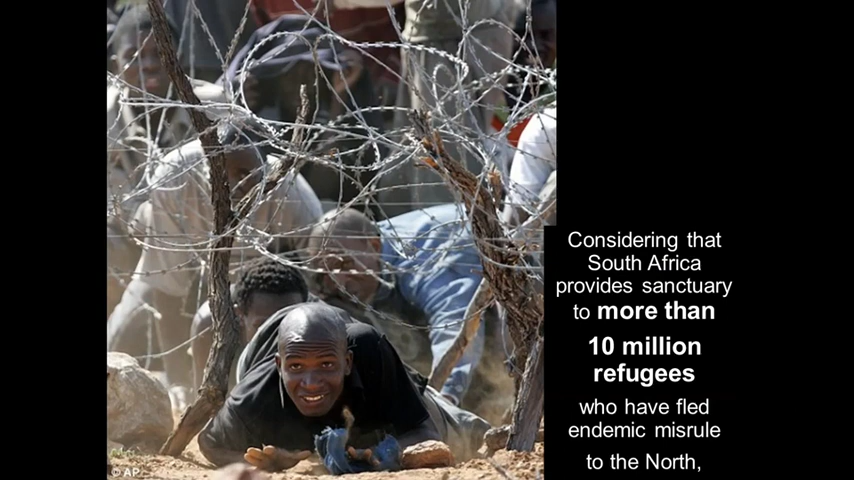 Considering that
South Africa
provides sanctuary
to more than
10 million
refugees
who have fled
endemic misrule
to the North,
© AP